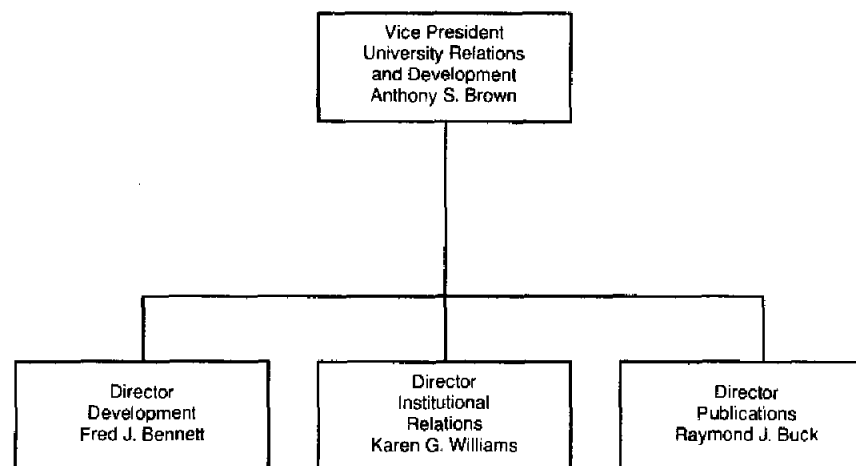 Vice President
University Relations
and Development
Anthony S. Brown
Director
Development
Fred J. Bennett
Director
Institutional
Relations
Karen G. Williams
Director
Publications
Raymond J. Buck